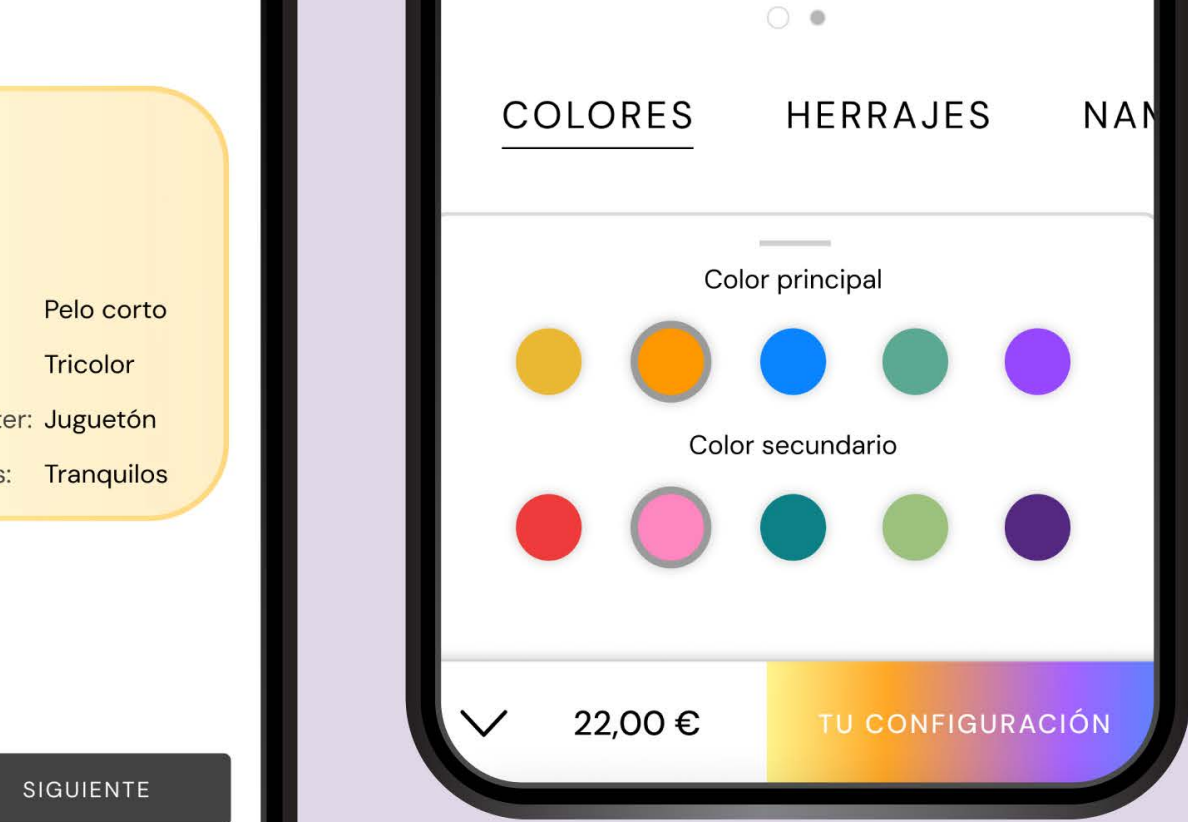 Pelo corto
Tricolor
Juguetón
Tranquilos
SIGUIENTE
COLORES HERRAJES
Color principal
Color secundario
22,00 € TU CONFIGURACIÓN